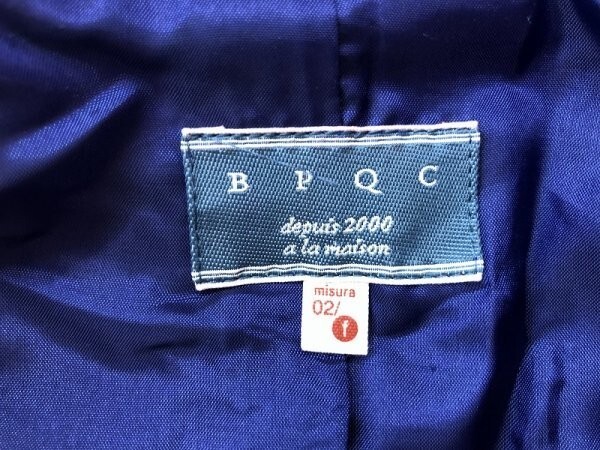 B P Q C
depuis 2000
a la maison
misura
02/
f